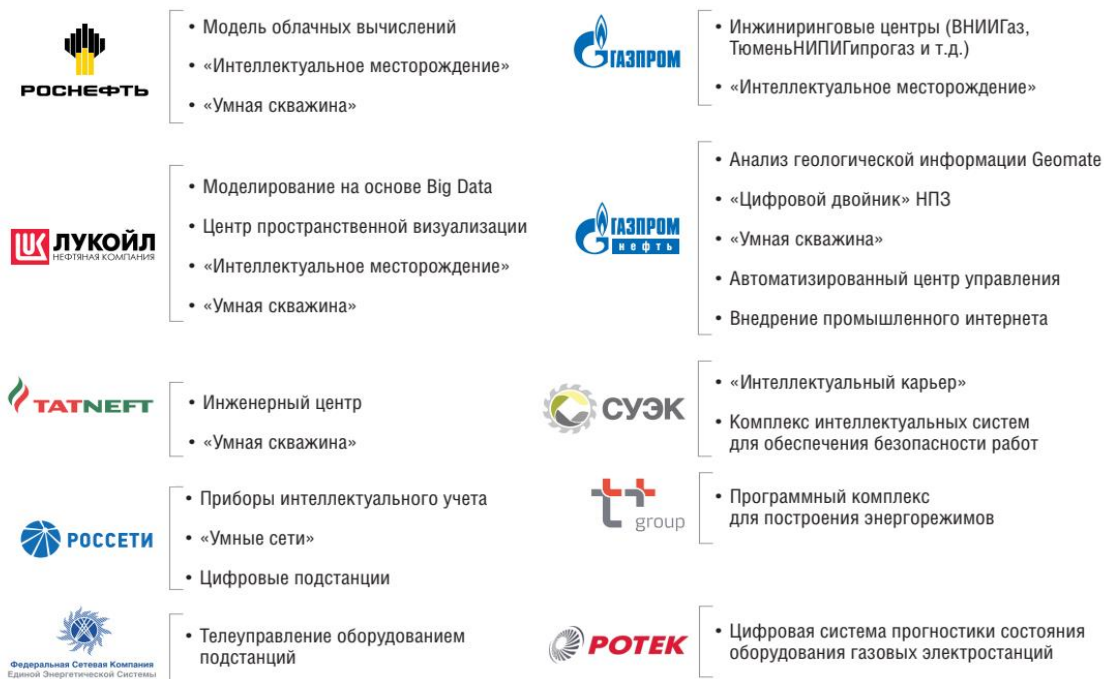 РОСНЕФТЬ
• Модель облачных вычислений
• «Интеллектуальное месторождение»
• «Умная скважина»
ГАЗПРОМ
• Инжиниринговые центры (ВНИИГаз,
ТюменьНИПИГипрогаз и т.д.)
• «Интеллектуальное месторождение»
ЛУКОЙЛ
НЕФТЯНАЯ КОМПАНИЯ
• Моделирование на основе Big Data
• Центр пространственной визуализации
• «Интеллектуальное месторождение»
• «Умная скважина»
ГАЗПРОМ
НЕФТЬ
• Анализ геологической информации Geomate
• «Цифровой двойник» НПЗ
• «Умная скважина»
• Автоматизированный центр управления
• Внедрение промышленного интернета
TATNEFT
• Инженерный центр
• «Умная скважина»
СУЭК
• «Интеллектуальный карьер»
• Комплекс интеллектуальных систем
для обеспечения безопасности работ
РОССЕТИ
• Приборы интеллектуального учета
• «Умные сети»
• Цифровые подстанции
t+
group
• Программный комплекс
для построения энергорежимов
Федеральная Сетевая Компания
Единой Энергетической Системы
• Телеуправление оборудованием
подстанций
РОТЕК
• Цифровая система прогностики состояния
оборудования газовых электростанций